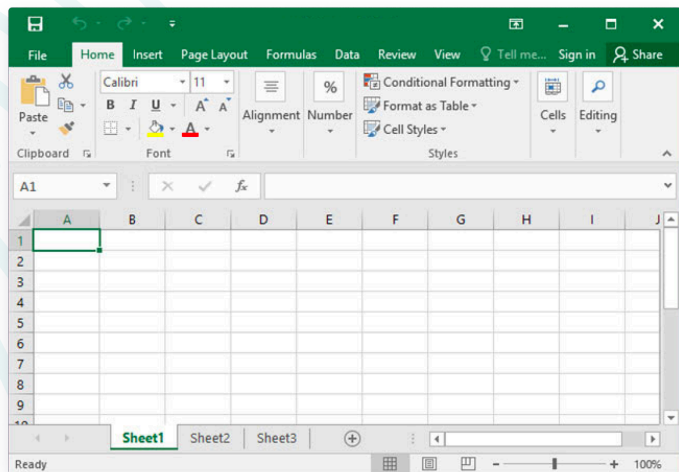 File Home Insert Page Layout Formulas Data Review View Tell me... Sign in Share
Calibri 11 % Conditional Formatting
Paste B I U A A Alignment Number Format as Table Cells Editing
A Cell Styles
Clipboard Font Styles
A1 fx
A B C D E F G H I J
1
2
3
4
5
6
7
8
9
10
Sheet1 Sheet2 Sheet3
Ready 100%